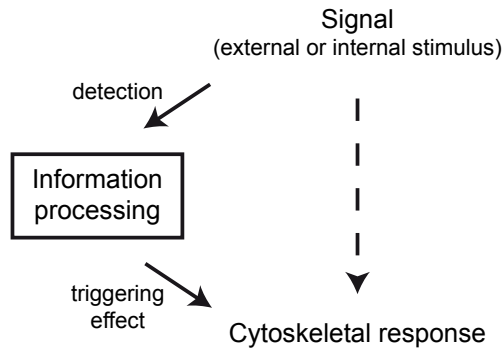 Signal
(external or internal stimulus)
detection
Information
processing
triggering
effect
Cytoskeletal response